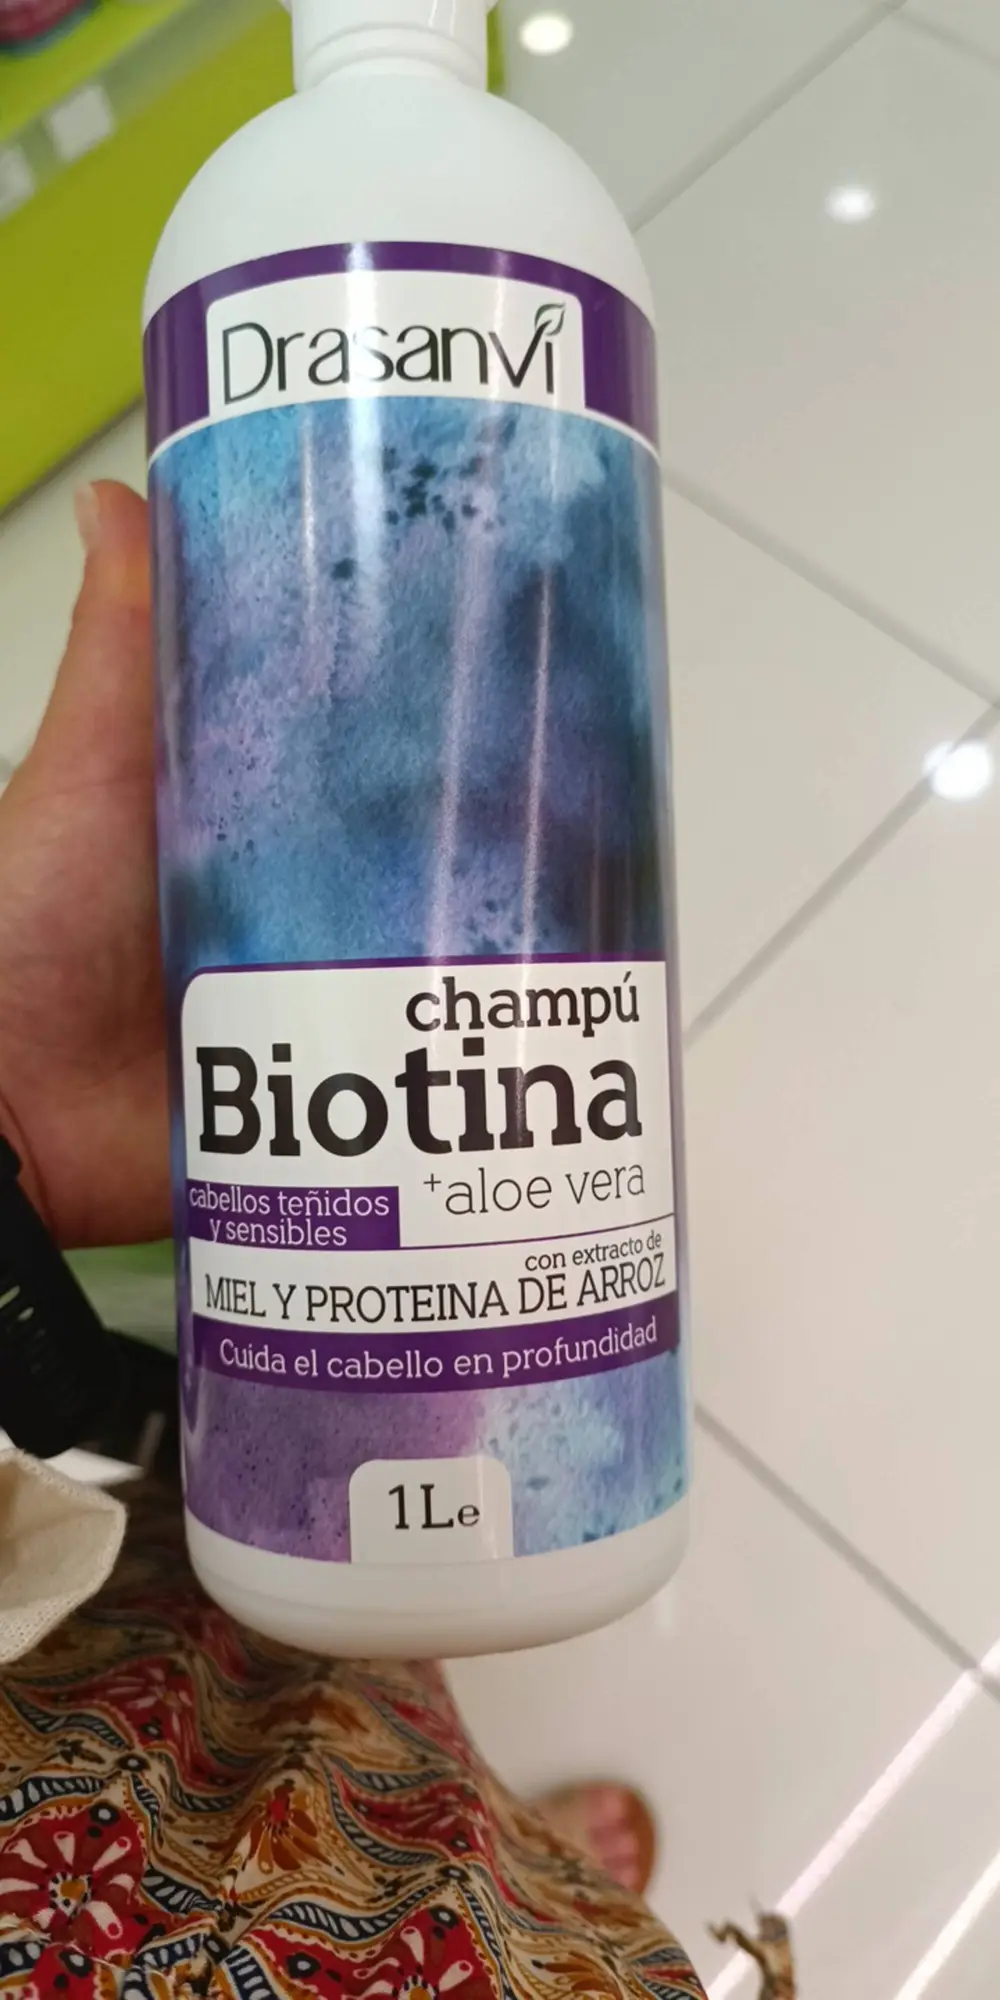 Drasanvi
champú
Biotina
+aloe vera
cabellos teñidos
y sensibles
con extracto de
MIEL Y PROTEINA DE ARROZ
Cuida el cabello en profundidad
1Le